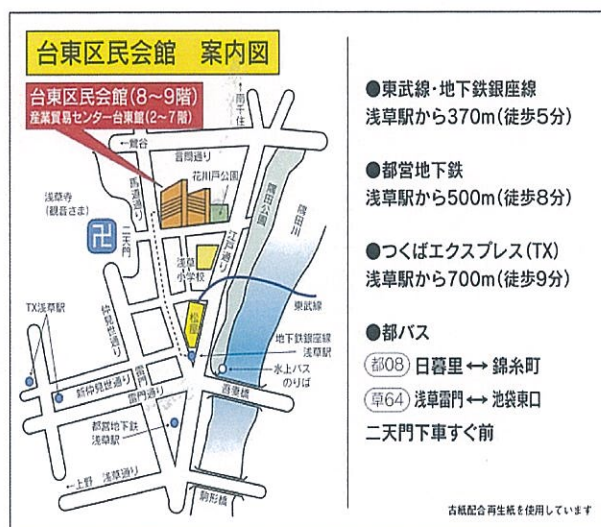 台東区民会館　案内図
台東区民会館(8～9階)
産業貿易センター台東館(2～7階)
←鶯谷
↑南千住
言問通り
花川戸公園
馬道通り
浅草寺
(観音さま)
卍
二天門
江戸通り
隅田公園
隅田川
浅草
小学校
東武線
松屋
TX浅草駅
仲見世通り
地下鉄銀座線
浅草駅
水上バス
のりば
新仲見世通り
雷門
雷門通り
吾妻橋
都営地下鉄
浅草駅
←上野 浅草通り
駒形橋
●東武線・地下鉄銀座線
浅草駅から370m(徒歩5分)
●都営地下鉄
浅草駅から500m(徒歩8分)
●つくばエクスプレス(TX)
浅草駅から700m(徒歩9分)
●都バス
都08 日暮里↔錦糸町
草64 浅草雷門↔池袋東口
二天門下車すぐ前
古紙配合再生紙を使用しています